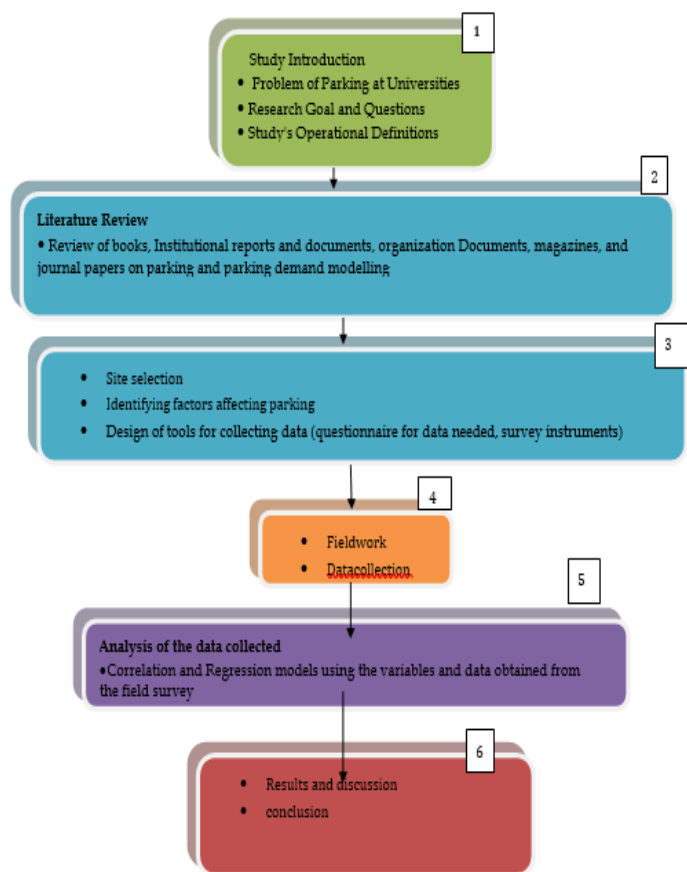 1
Study Introduction
• Problem of Parking at Universities
• Research Goal and Questions
• Study's Operational Definitions
2
Literature Review
• Review of books, Institutional reports and documents, organization Documents, magazines, and
journal papers on parking and parking demand modelling
3
• Site selection
• Identifying factors affecting parking
• Design of tools for collecting data (questionnaire for data needed, survey instruments)
4
• Fieldwork
• Datacollection
5
Analysis of the data collected
•Correlation and Regression models using the variables and data obtained from
the field survey
6
• Results and discussion
• conclusion